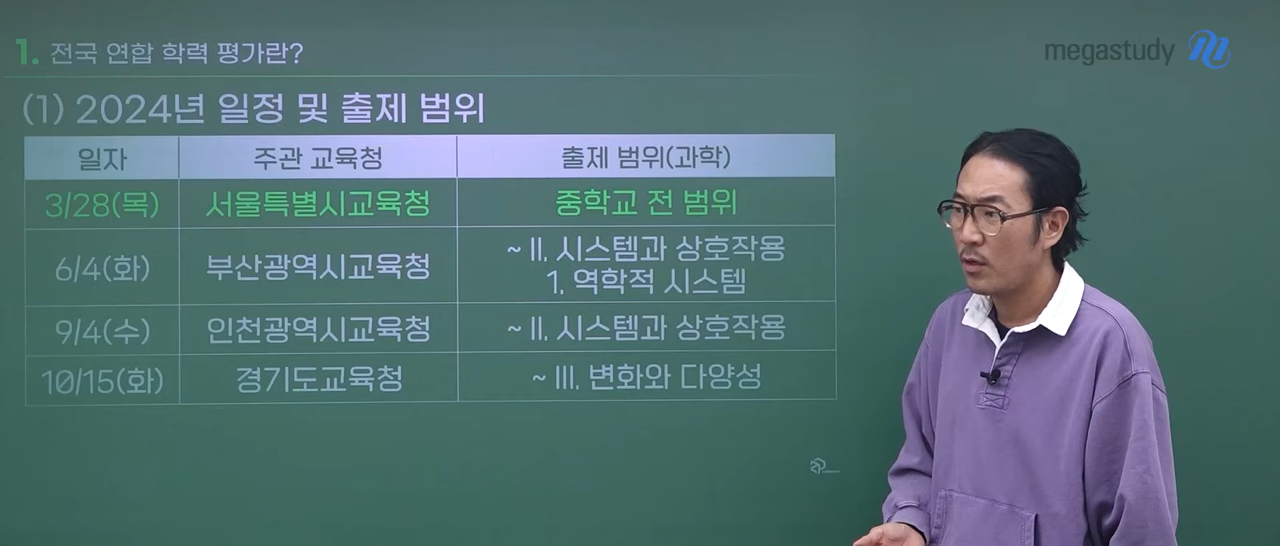 1. 전국 연합 학력 평가란?
megastudy
(1) 2024년 일정 및 출제 범위
일자 주관 교육청 출제 범위(과학)
3/28(목) 서울특별시교육청 중학교 전 범위
6/4(화) 부산광역시교육청 ~ II. 시스템과 상호작용
1. 역학적 시스템
9/4(수) 인천광역시교육청 ~ II. 시스템과 상호작용
10/15(화) 경기도교육청 ~ III. 변화와 다양성